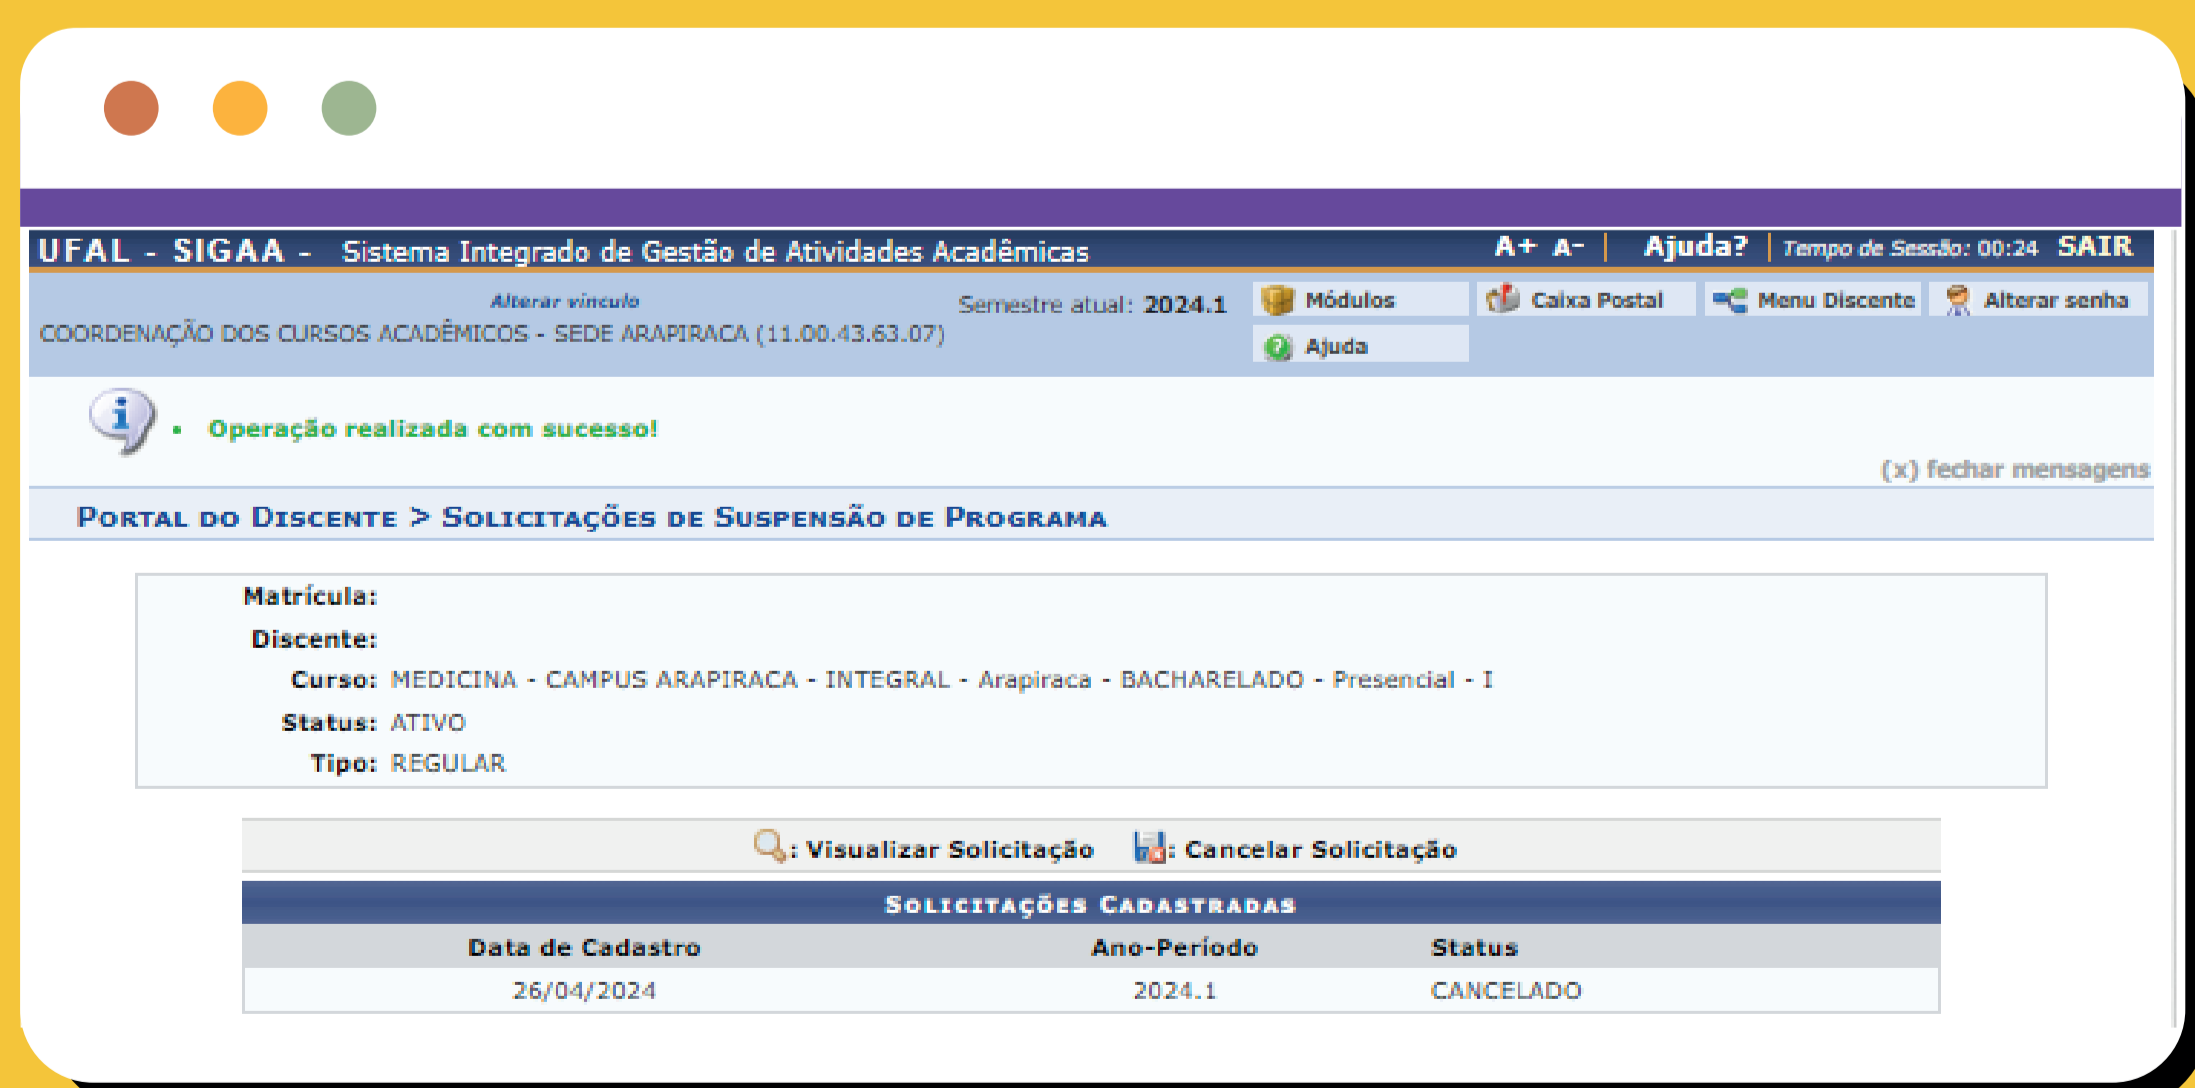 UFAL - SIGAA - Sistema Integrado de Gestão de Atividades Acadêmicas A+ A- | Ajuda? | Tempo de Sessão: 00:24 SAIR
Alterar vínculo
COORDENAÇÃO DOS CURSOS ACADÊMICOS - SEDE ARAPIRACA (11.00.43.63.07)
Semestre atual: 2024.1
Módulos Caixa Postal Menu Discente Alterar senha
Ajuda
• Operação realizada com sucesso!
(x) fechar mensagens
PORTAL DO DISCENTE > SOLICITAÇÕES DE SUSPENSÃO DE PROGRAMA
Matrícula:
Discente:
Curso: MEDICINA - CAMPUS ARAPIRACA - INTEGRAL - Arapiraca - BACHARELADO - Presencial - I
Status: ATIVO
Tipo: REGULAR
: Visualizar Solicitação : Cancelar Solicitação
SOLICITAÇÕES CADASTRADAS
Data de Cadastro Ano-Período Status
26/04/2024 2024.1 CANCELADO